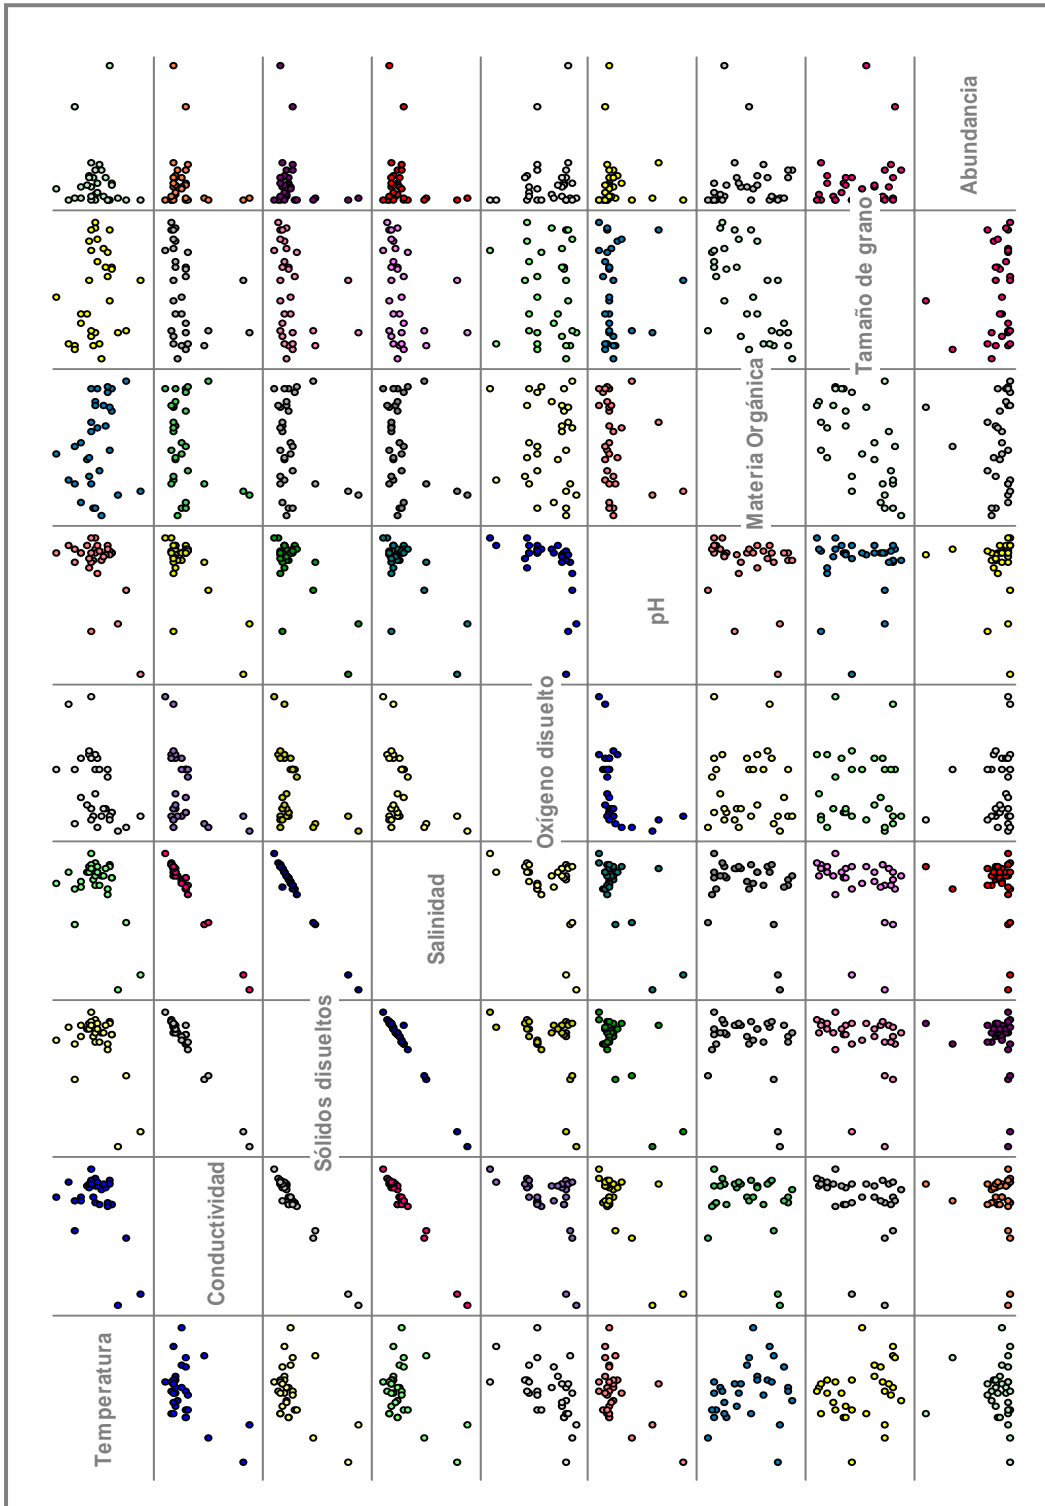 Temperatura
Conductividad
Sólidos disueltos
Salinidad
Oxígeno disuelto
pH
Materia Orgánica
Tamaño de grano
Abundancia